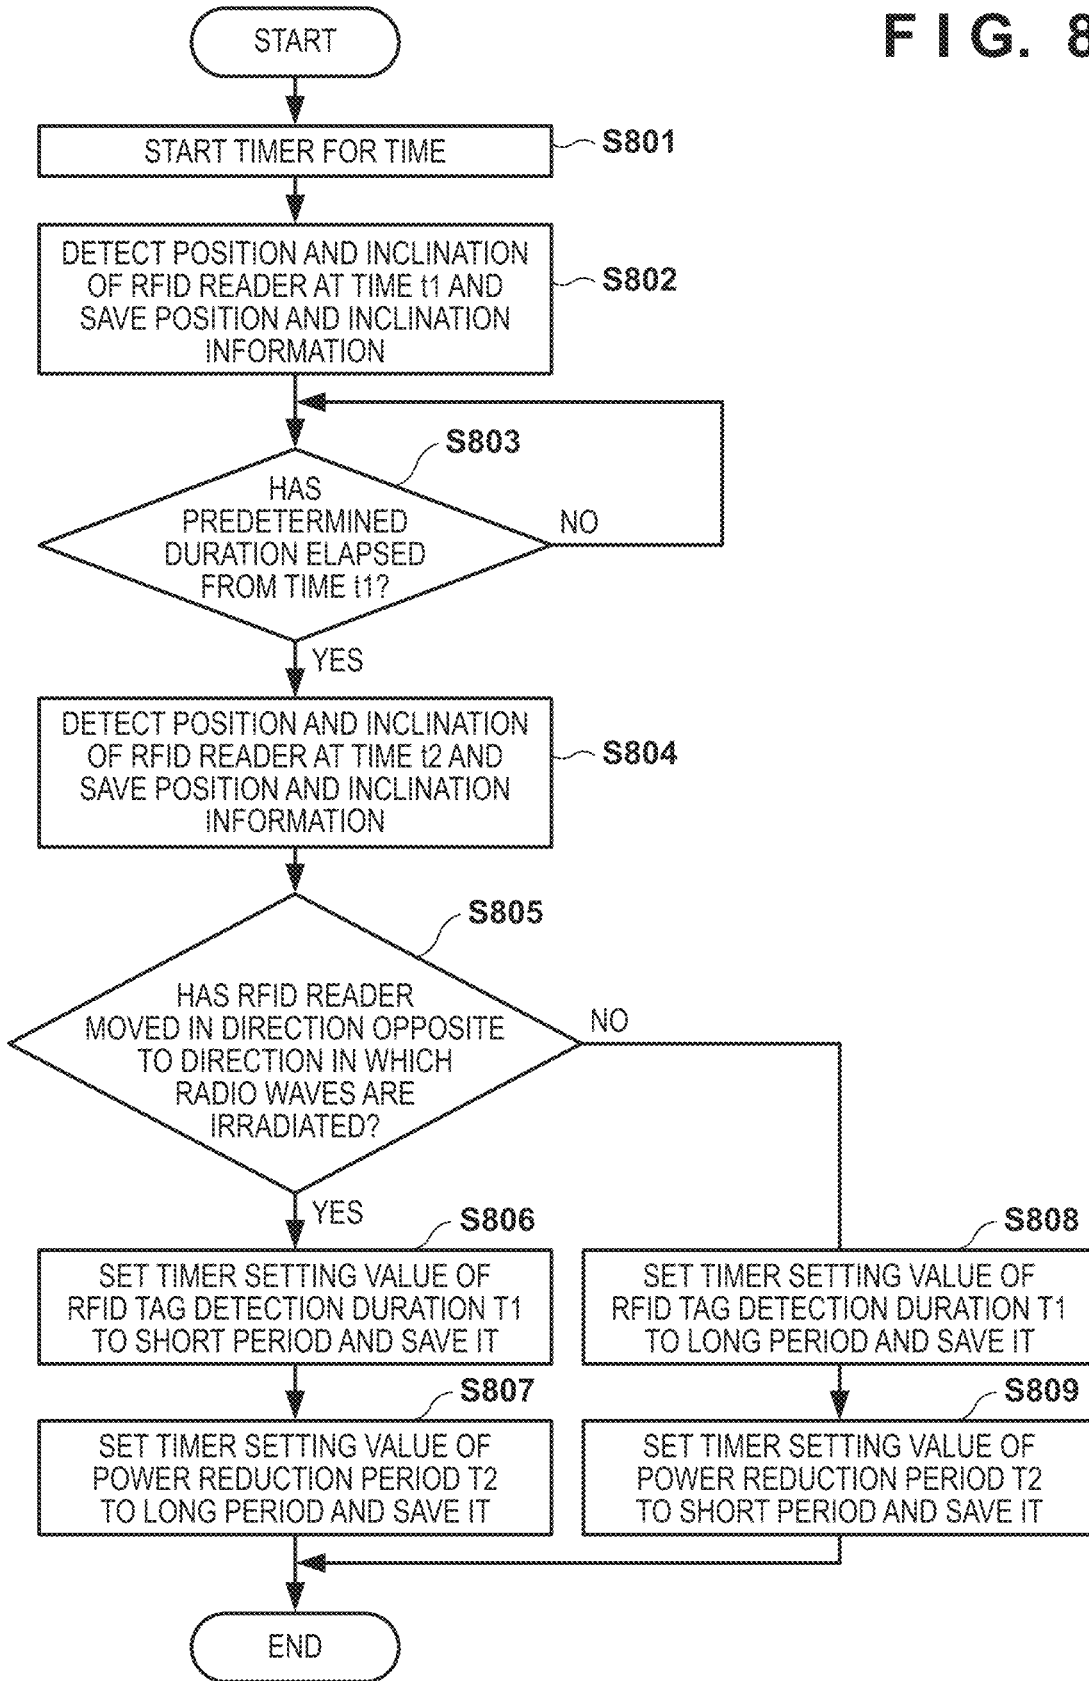 START
FIG. 8
START TIMER FOR TIME
S801
DETECT POSITION AND INCLINATION
OF RFID READER AT TIME t1 AND
SAVE POSITION AND INCLINATION
INFORMATION
S802
S803
HAS
PREDETERMINED
DURATION ELAPSED
FROM TIME t1?
NO
YES
DETECT POSITION AND INCLINATION
OF RFID READER AT TIME t2 AND
SAVE POSITION AND INCLINATION
INFORMATION
S804
S805
HAS RFID READER
MOVED IN DIRECTION OPPOSITE
TO DIRECTION IN WHICH
RADIO WAVES ARE
IRRADIATED?
NO
YES
S806
SET TIMER SETTING VALUE OF
RFID TAG DETECTION DURATION T1
TO SHORT PERIOD AND SAVE IT
S807
SET TIMER SETTING VALUE OF
POWER REDUCTION PERIOD T2
TO LONG PERIOD AND SAVE IT
S808
SET TIMER SETTING VALUE OF
RFID TAG DETECTION DURATION T1
TO LONG PERIOD AND SAVE IT
S809
SET TIMER SETTING VALUE OF
POWER REDUCTION PERIOD T2
TO SHORT PERIOD AND SAVE IT
END